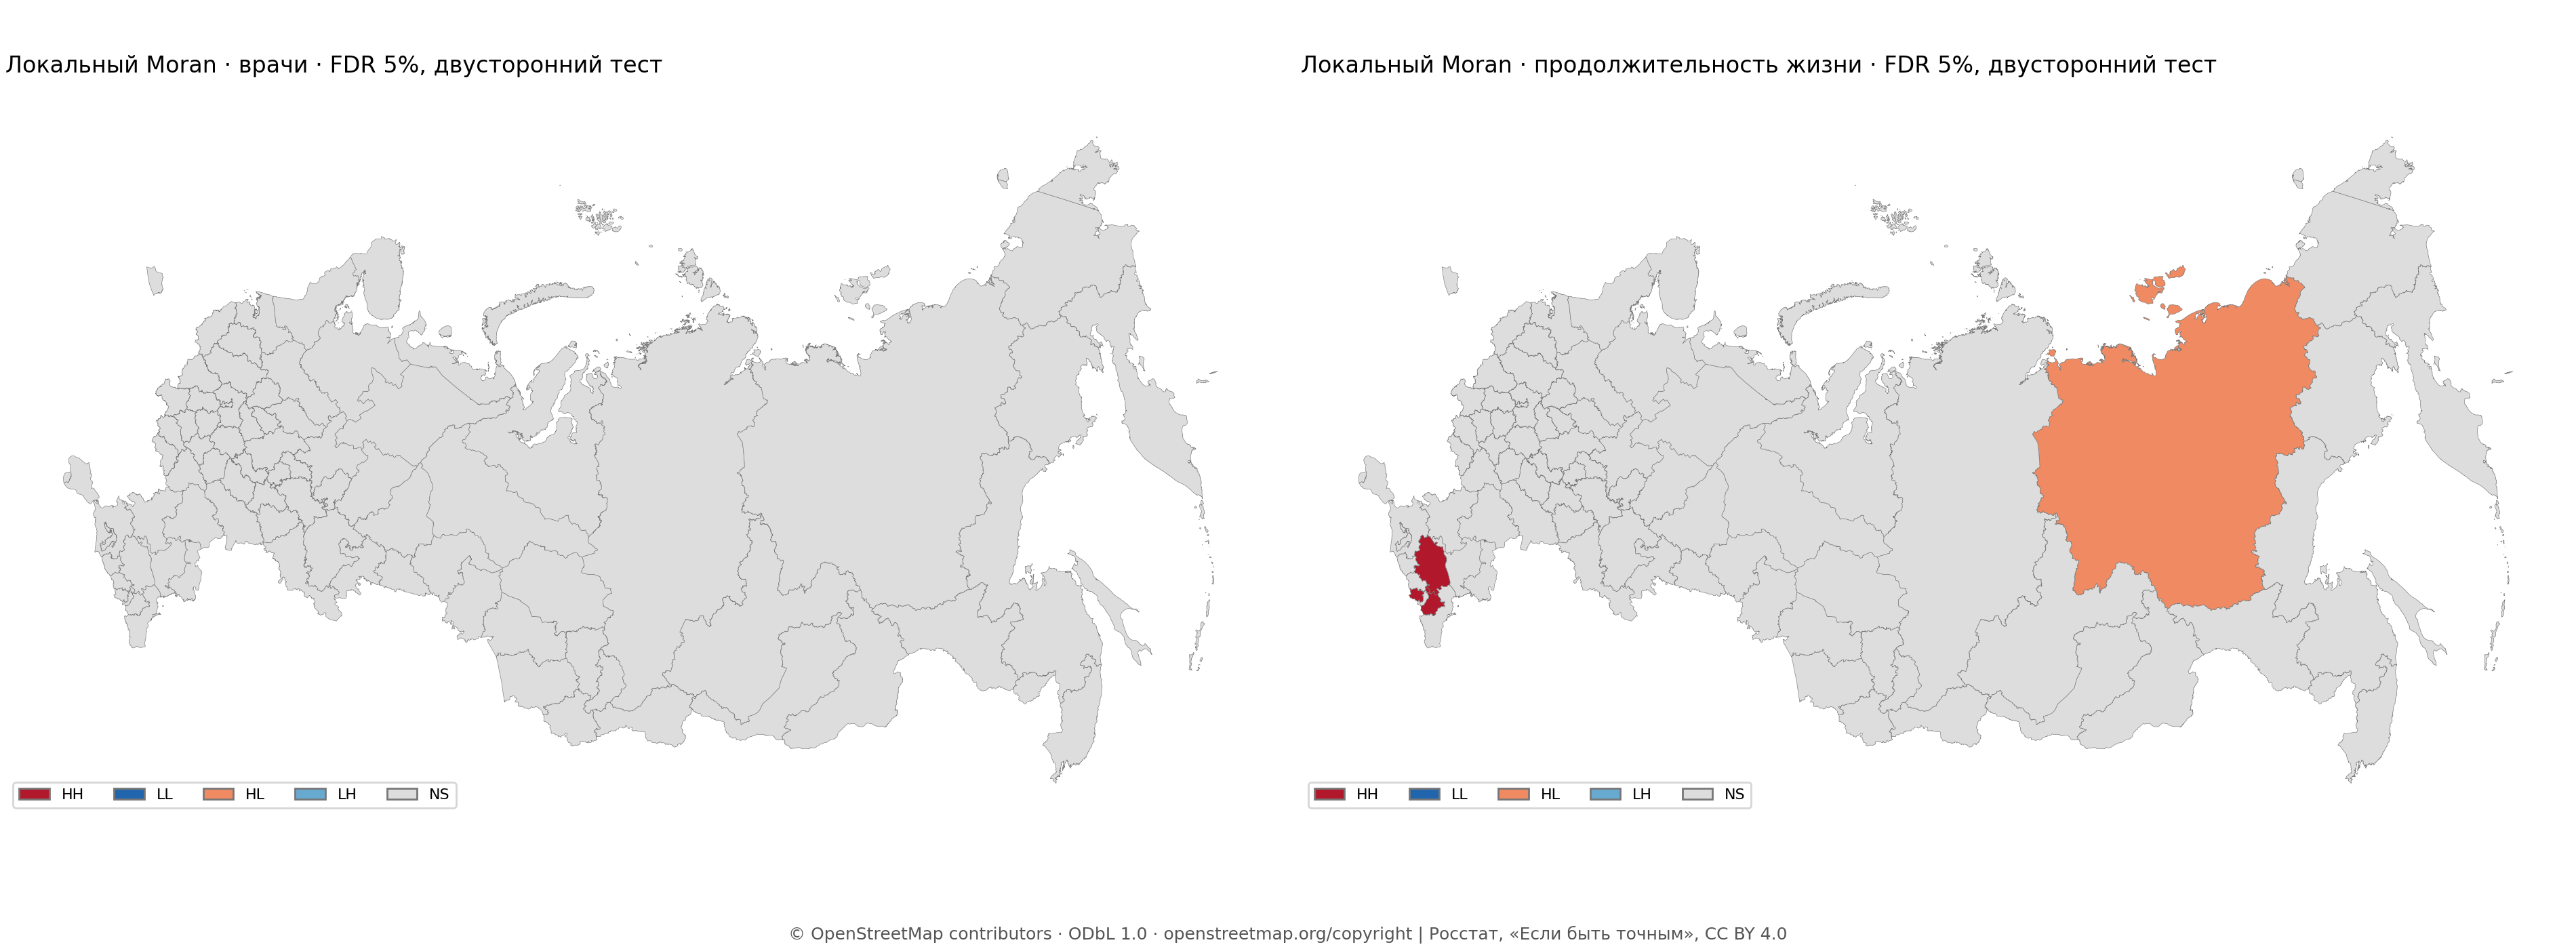 Локальный Moran · врачи · FDR 5%, двусторонний тест
Локальный Moran · продолжительность жизни · FDR 5%, двусторонний тест
HH LL HL LH NS
HH LL HL LH NS
© OpenStreetMap contributors · ODbL 1.0 · openstreetmap.org/copyright | Росстат, «Если быть точным», CC BY 4.0